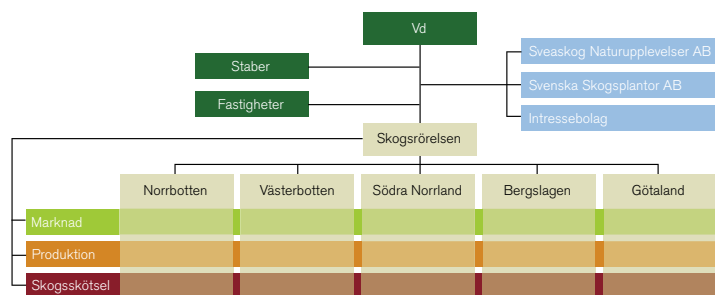 Vd
Staber
Fastigheter
Sveaskog Naturupplevelser AB
Svenska Skogsplantor AB
Intressebolag
Skogsrörelsen
Norrbotten
Västerbotten
Södra Norrland
Bergslagen
Götaland
Marknad
Produktion
Skogsskötsel